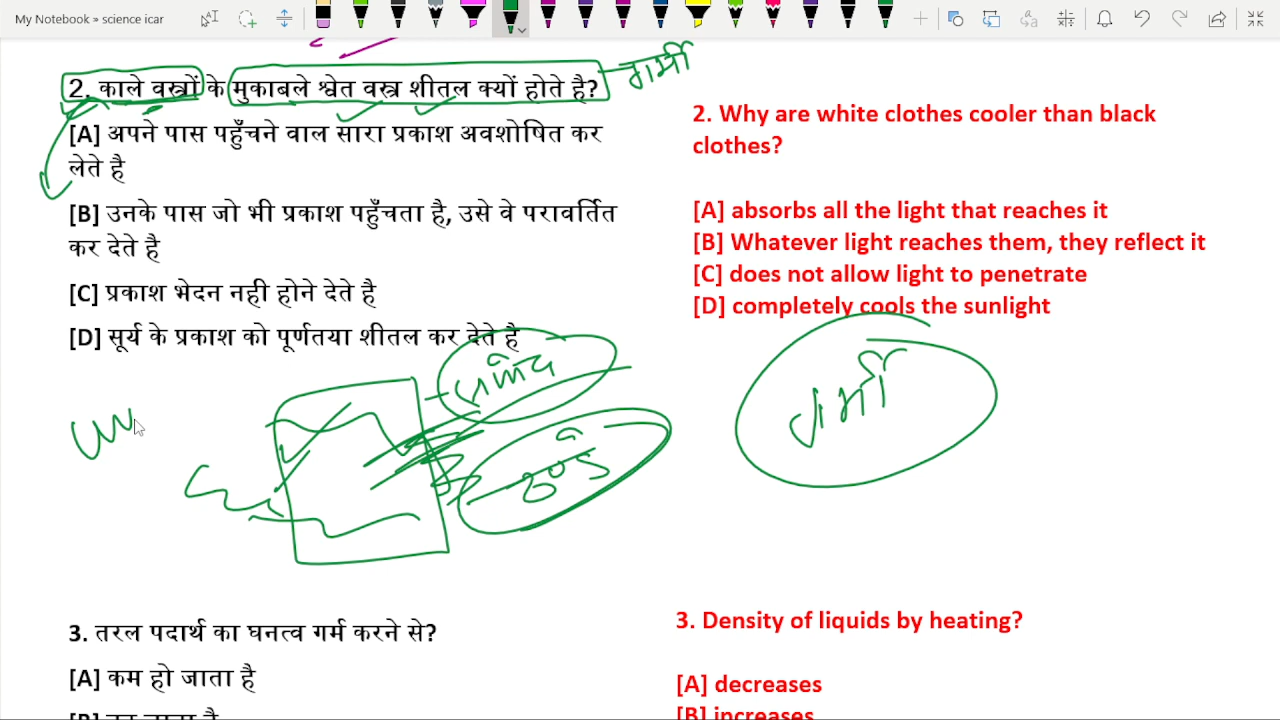 My Notebook » science icar
2. काले वस्त्रों के मुकाबले श्वेत वस्त्र शीतल क्यों होते है?
गर्मी
[A] अपने पास पहुँचने वाल सारा प्रकाश अवशोषित कर
लेते है
[B] उनके पास जो भी प्रकाश पहुँचता है, उसे वे परावर्तित
कर देते है
[C] प्रकाश भेदन नही होने देते है
[D] सूर्य के प्रकाश को पूर्णतया शीतल कर देते है
2. Why are white clothes cooler than black
clothes?
[A] absorbs all the light that reaches it
[B] Whatever light reaches them, they reflect it
[C] does not allow light to penetrate
[D] completely cools the sunlight
गर्मी
3. तरल पदार्थ का घनत्व गर्म करने से?
[A] कम हो जाता है
3. Density of liquids by heating?
[A] decreases
[B] increases